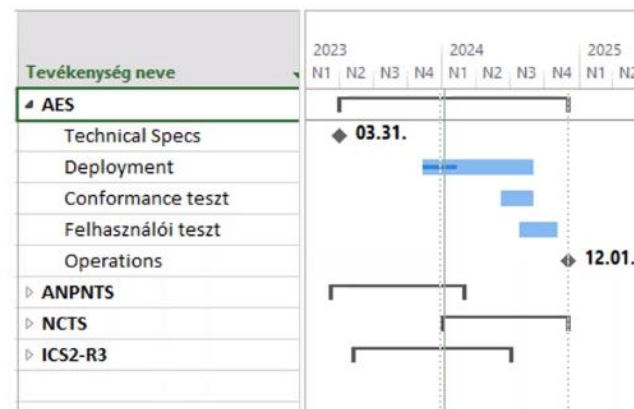 2023 2024 2025
Tevékenység neve N1 N2 N3 N4 N1 N2 N3 N4 N1 N2
AES
Technical Specs 03.31.
Deployment
Conformance teszt
Felhasználói teszt
Operations 12.01.
ANPNTS
NCTS
ICS2-R3